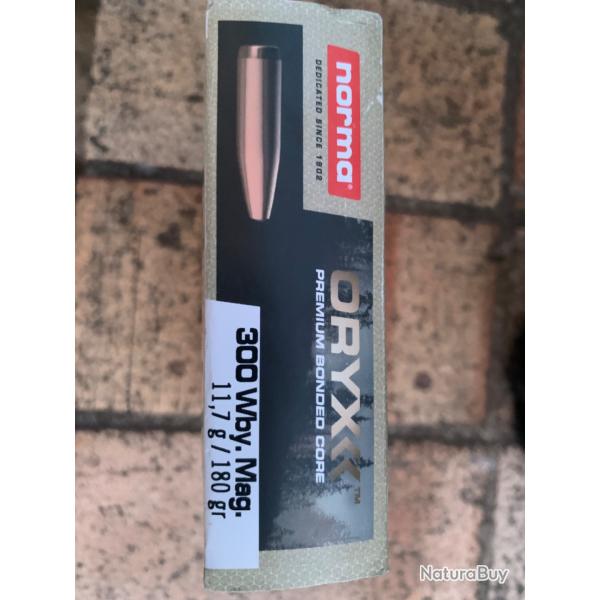 norma®
DEDICATED SINCE 1902
ORYX™
PREMIUM BONDED CORE
300 Wby. Mag.
11,7 g / 180 gr
NaturaBuy